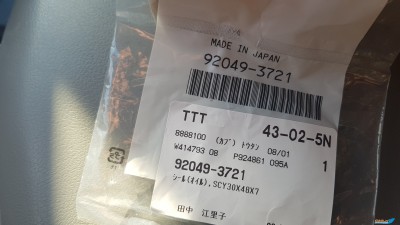 MADE IN JAPAN
92049-3721
TTT 43-02-5N
8888100 (カブ) トウタン 08/01
W414793 08 P924861 095A 1
92049-3721
シール(オイル),SCY30X48X7
田中 江里子